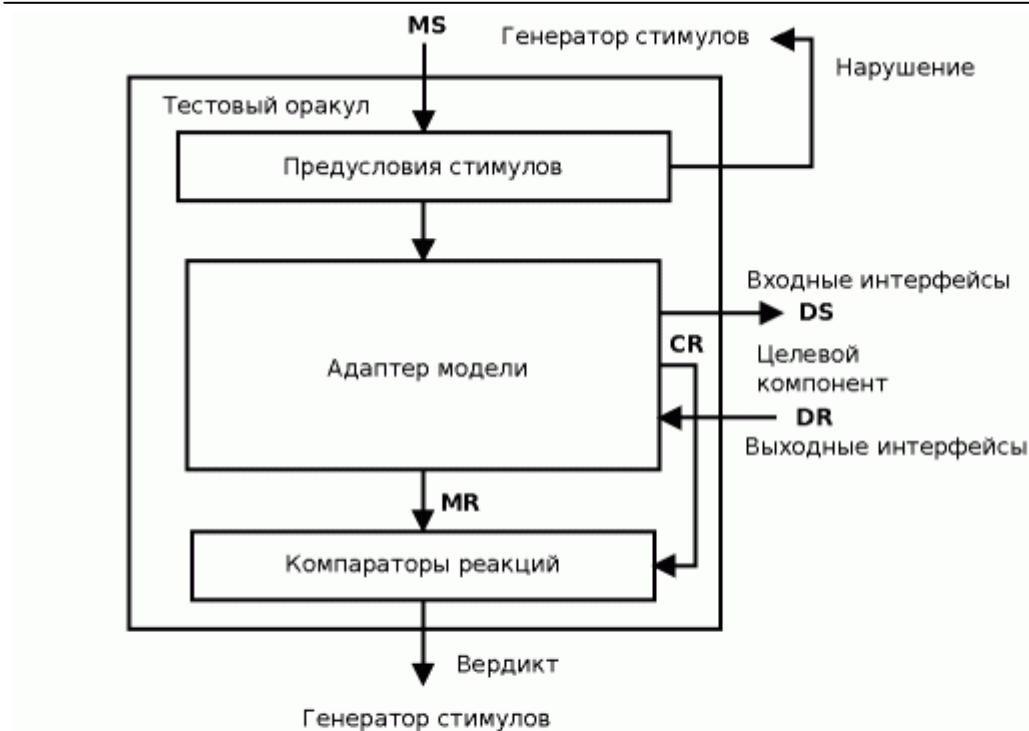 MS
Генератор стимулов
Нарушение
Тестовый оракул
Предусловия стимулов
Входные интерфейсы
DS
CR
Целевой
компонент
Адаптер модели
DR
Выходные интерфейсы
MR
Компараторы реакций
Вердикт
Генератор стимулов